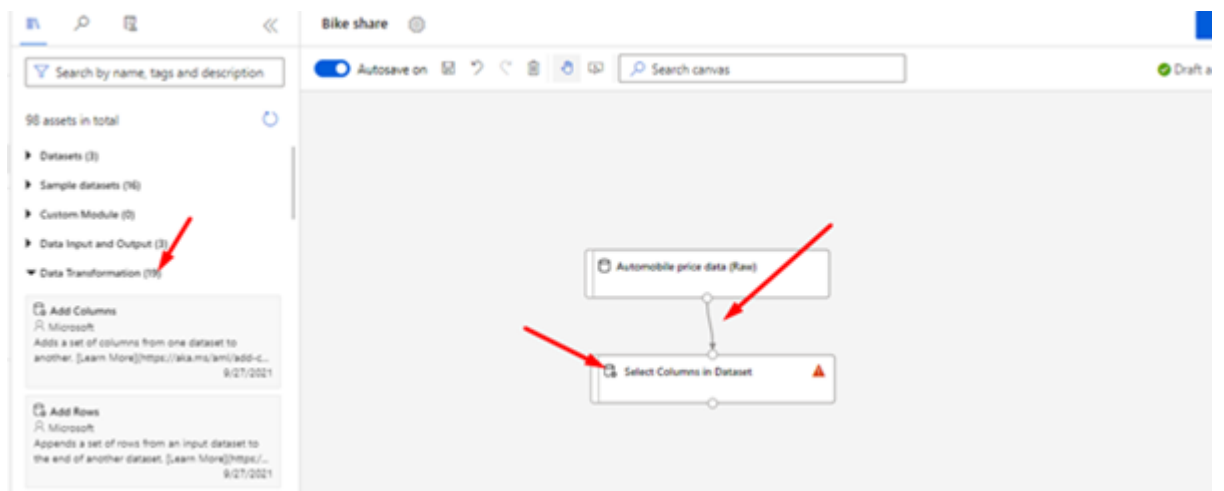 Bike share
Search by name, tags and description
Autosave on
Search canvas
Draft a
98 assets in total
Datasets (3)
Sample datasets (16)
Custom Module (0)
Data Input and Output (3)
Data Transformation (19)
Add Columns
Microsoft
Adds a set of columns from one dataset to
another. [Learn More](https://aka.ms/aml/add-c...
9/27/2021
Add Rows
Microsoft
Appends a set of rows from an input dataset to
the end of another dataset. [Learn More](https:/...
9/27/2021
Automobile price data (Raw)
Select Columns in Dataset